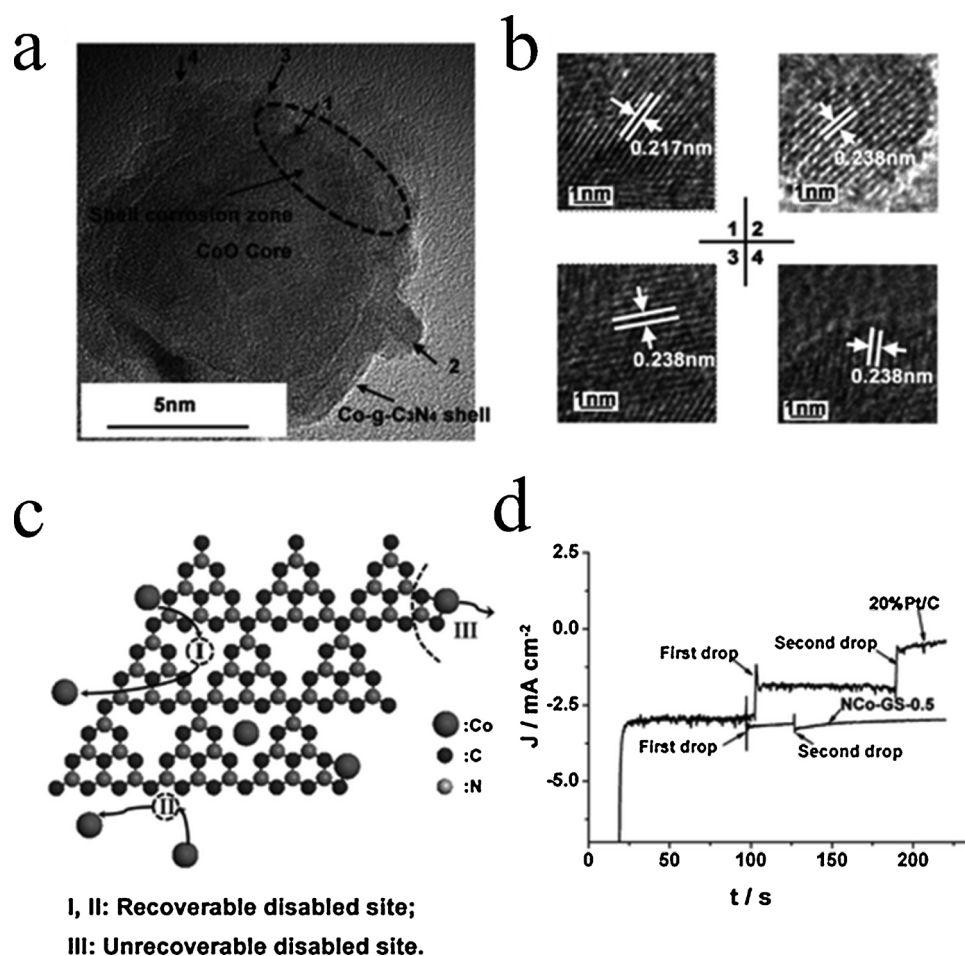 a
4
3
1
Shell corrosion zone
CoO Core
2
5nm
Co-g-C₃N₄ shell
b
0.217nm
1nm
0.238nm
1nm
1 2
3 4
0.238nm
1nm
0.238nm
1nm
c
I
II
III
:Co
:C
:N
I, II: Recoverable disabled site;
III: Unrecoverable disabled site.
d
2.5
0.0
-2.5
-5.0
J / mA cm⁻²
20%Pt/C
First drop
Second drop
NCo-GS-0.5
First drop
Second drop
0
50
100
150
200
t / s